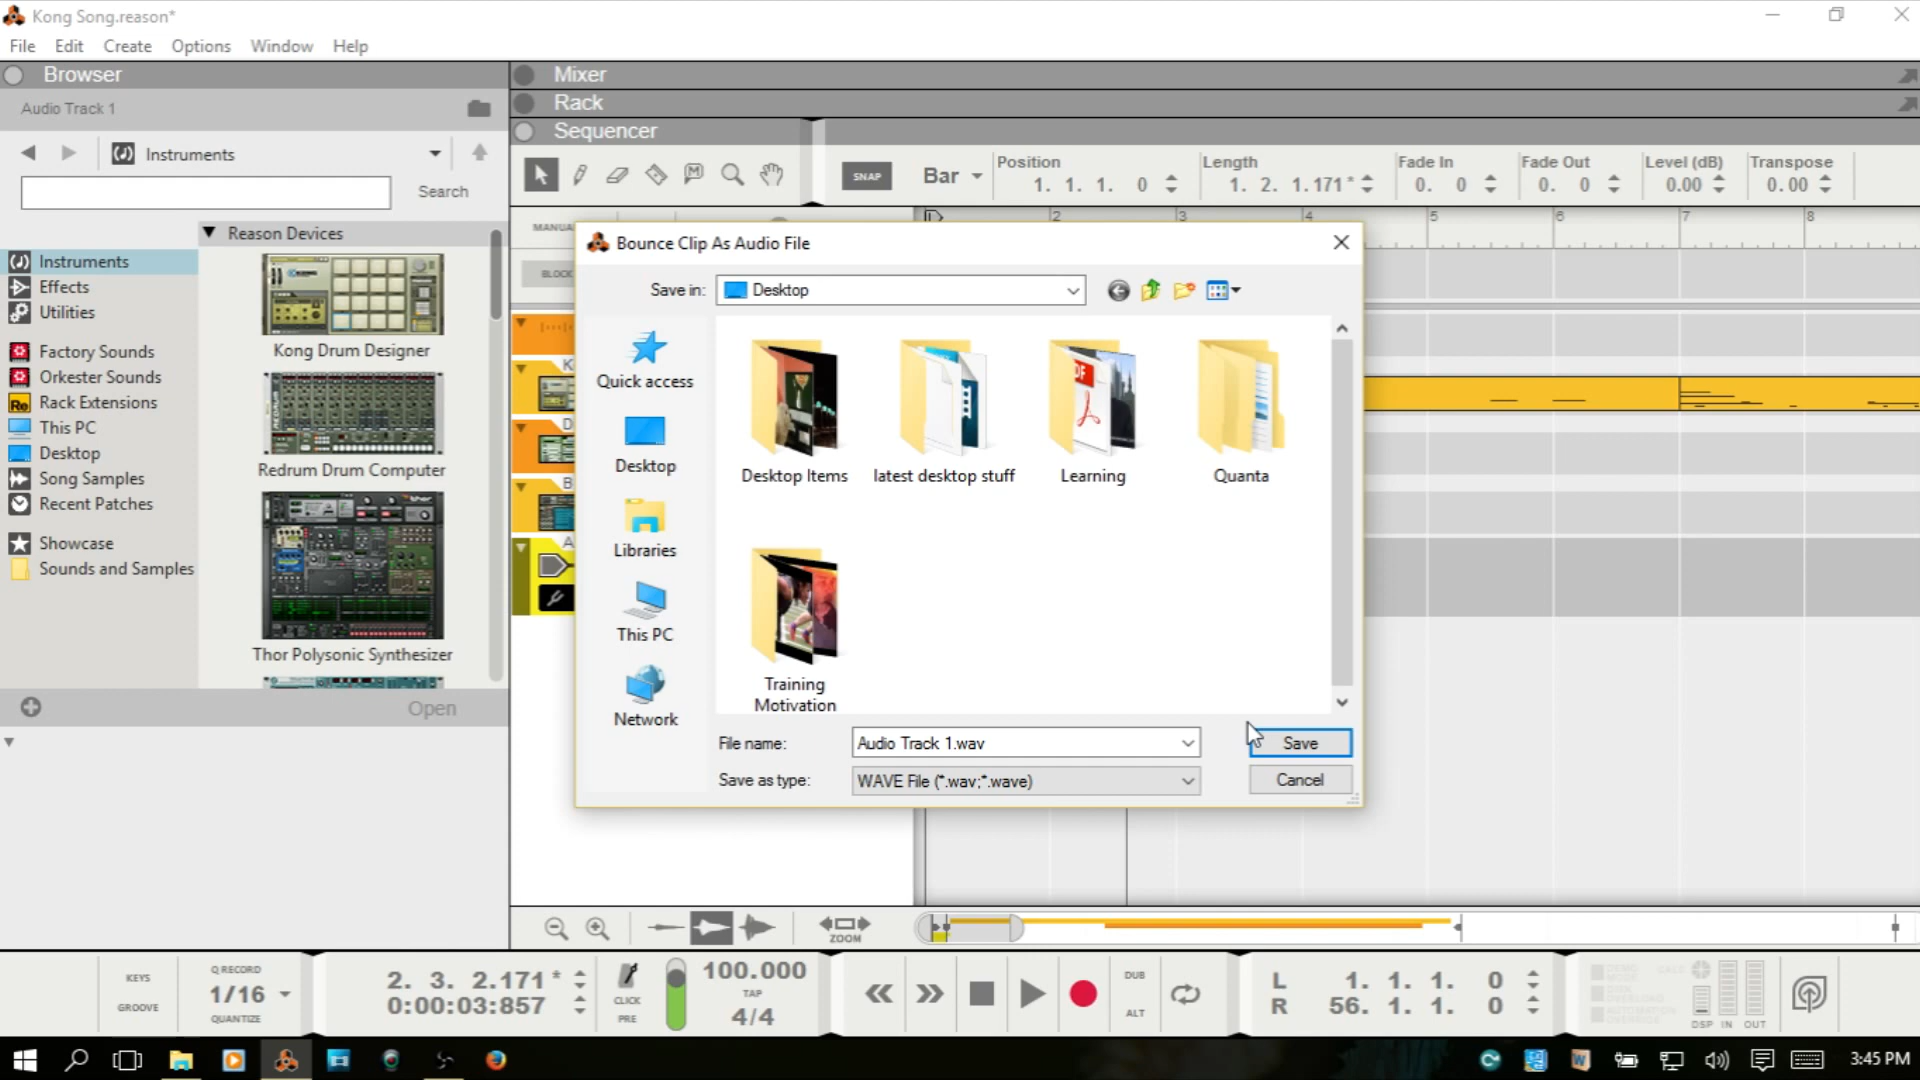 Kong Song.reason*
File Edit Create Options Window Help
Browser
Audio Track 1
Instruments
Search
Reason Devices
Instruments
Effects
Utilities
Factory Sounds
Orkester Sounds
Rack Extensions
This PC
Desktop
Song Samples
Recent Patches
Showcase
Sounds and Samples
Kong Drum Designer
Redrum Drum Computer
Thor Polysonic Synthesizer
Open
Mixer
Rack
Sequencer
SNAP
Bar
Position
1. 1. 1. 0
Length
1. 2. 1.171*
Fade In
0. 0
Fade Out
0. 0
Level (dB)
0.00
Transpose
0.00
2 3 4 5 6 7 8
Bounce Clip As Audio File
Save in:
Desktop
Quick access
Desktop
Libraries
This PC
Network
Desktop Items
latest desktop stuff
Learning
Quanta
Training
Motivation
File name:
Audio Track 1.wav
Save
Save as type:
WAVE File (*.wav;*.wave)
Cancel
ZOOM
KEYS
GROOVE
Q RECORD
1/16
QUANTIZE
2. 3. 2.171*
0:00:03:857
CLICK
PRE
100.000
TAP
4/4
DUB
ALT
L 1. 1. 1. 0
R 56. 1. 1. 0
DSP IN OUT
3:45 PM